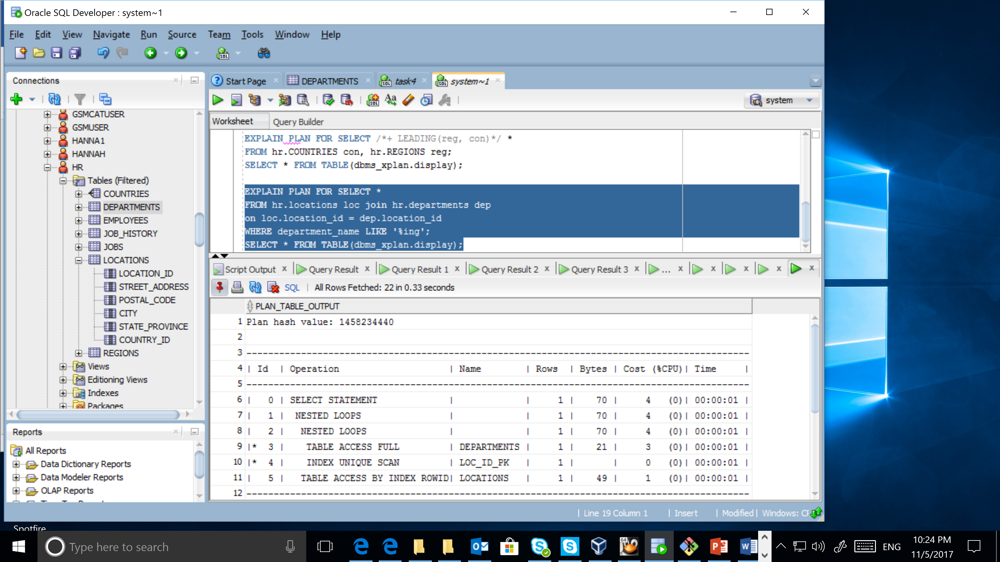 Oracle SQL Developer : system~1
File Edit View Navigate Run Source Team Tools Window Help
Connections
GSMCATUSER
GSMUSER
HANNA1
HANNAH
HR
Tables (Filtered)
COUNTRIES
DEPARTMENTS
EMPLOYEES
JOB_HISTORY
JOBS
LOCATIONS
LOCATION_ID
STREET_ADDRESS
POSTAL_CODE
CITY
STATE_PROVINCE
COUNTRY_ID
REGIONS
Views
Editioning Views
Indexes
Packages
Reports
All Reports
Data Dictionary Reports
Data Modeler Reports
OLAP Reports
Start Page DEPARTMENTS task4 system~1
system
Worksheet Query Builder
EXPLAIN PLAN FOR SELECT /*+ LEADING(reg, con)*/ *
FROM hr.COUNTRIES con, hr.REGIONS reg;
SELECT * FROM TABLE(dbms_xplan.display);
EXPLAIN PLAN FOR SELECT *
FROM hr.locations loc join hr.departments dep
on loc.location_id = dep.location_id
WHERE department_name LIKE '%ing';
SELECT * FROM TABLE(dbms_xplan.display);
Script Output x Query Result x Query Result 1 x Query Result 2 x Query Result 3 x ... x x x x x
SQL | All Rows Fetched: 22 in 0.33 seconds
PLAN_TABLE_OUTPUT
1 Plan hash value: 1458234440
2
3 --------------------------------------------------------------------------------------------
4 | Id | Operation | Name | Rows | Bytes | Cost (%CPU)| Time |
5 --------------------------------------------------------------------------------------------
6 | 0 | SELECT STATEMENT | | 1 | 70 | 4 (0)| 00:00:01 |
7 | 1 | NESTED LOOPS | | 1 | 70 | 4 (0)| 00:00:01 |
8 | 2 | NESTED LOOPS | | 1 | 70 | 4 (0)| 00:00:01 |
9 |* 3 | TABLE ACCESS FULL | DEPARTMENTS | 1 | 21 | 3 (0)| 00:00:01 |
10 |* 4 | INDEX UNIQUE SCAN | LOC_ID_PK | 1 | | 0 (0)| 00:00:01 |
11 | 5 | TABLE ACCESS BY INDEX ROWID| LOCATIONS | 1 | 49 | 1 (0)| 00:00:01 |
12 --------------------------------------------------------------------------------------------
| Line 19 Column 1 | Insert | Modified | Windows: CR
Spotfire
Type here to search
64
ENG
10:24 PM
11/5/2017